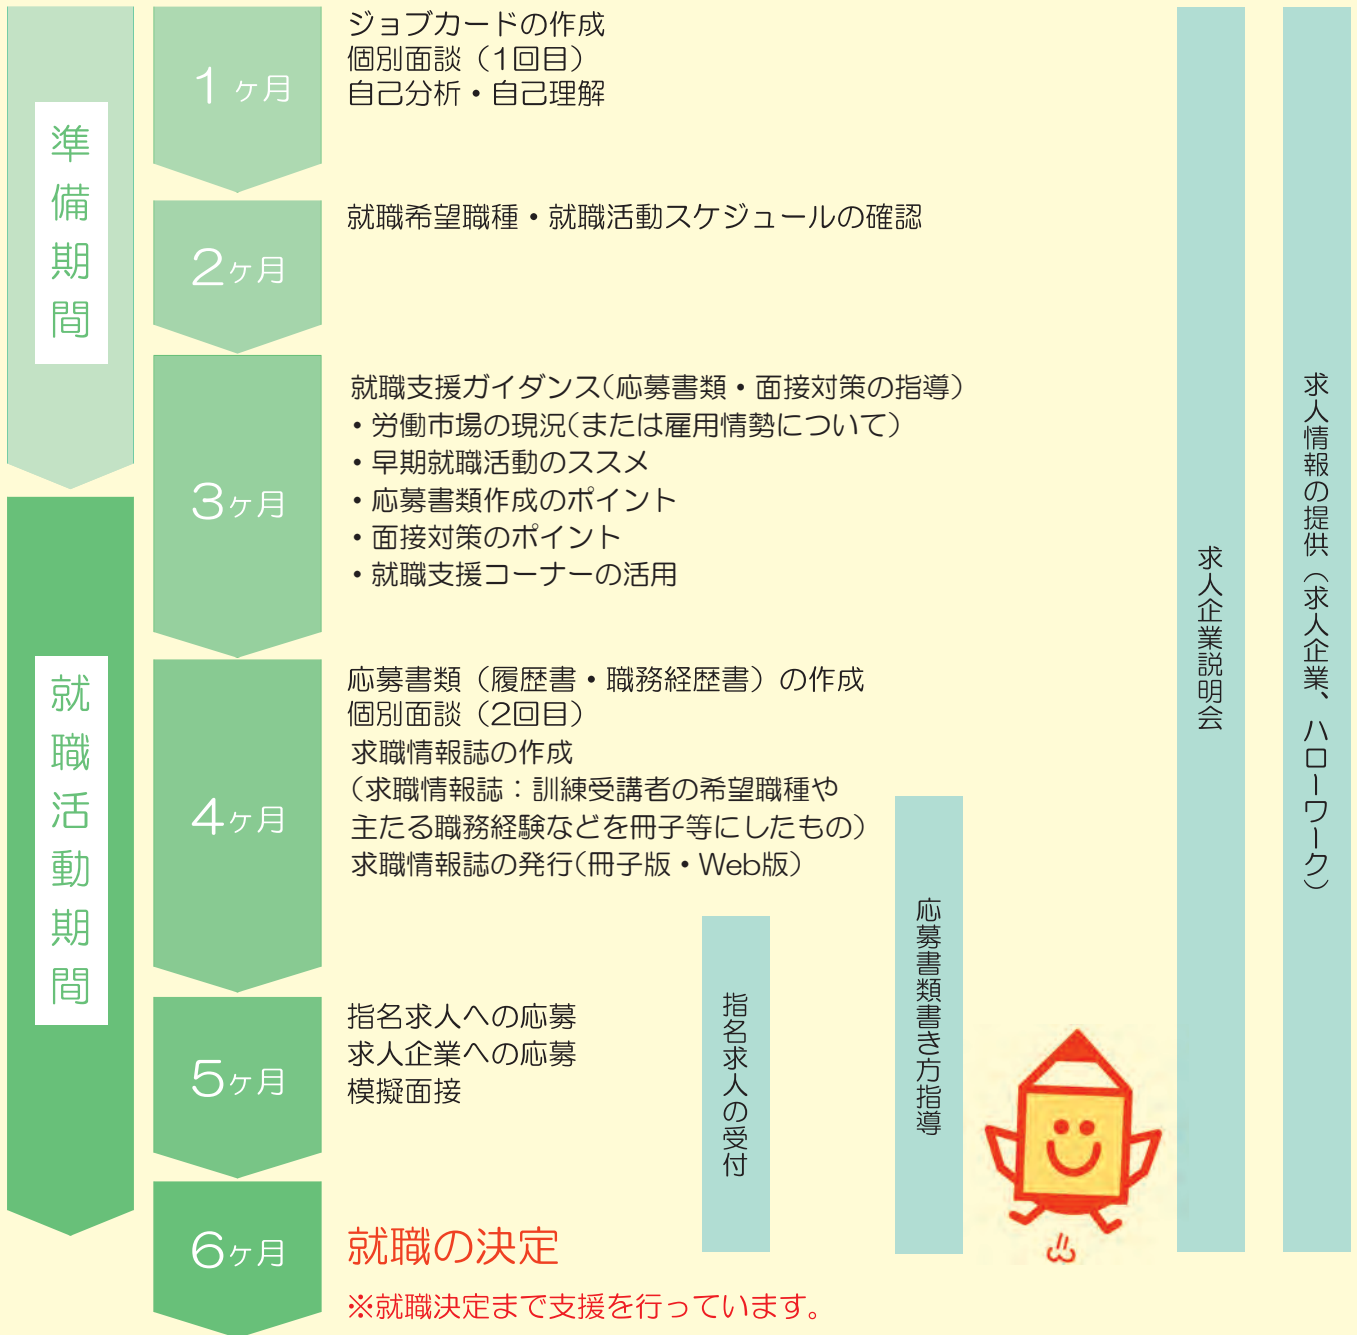 準備期間
1ヶ月
ジョブカードの作成
個別面談（1回目）
自己分析・自己理解
2ヶ月
就職希望職種・就職活動スケジュールの確認
3ヶ月
就職支援ガイダンス（応募書類・面接対策の指導）
・労働市場の現況（または雇用情勢について）
・早期就職活動のススメ
・応募書類作成のポイント
・面接対策のポイント
・就職支援コーナーの活用
就職活動期間
4ヶ月
応募書類（履歴書・職務経歴書）の作成
個別面談（2回目）
求職情報誌の作成
（求職情報誌：訓練受講者の希望職種や
主たる職務経験などを冊子等にしたもの）
求職情報誌の発行（冊子版・Web版）
5ヶ月
指名求人への応募
求人企業への応募
模擬面接
6ヶ月
就職の決定
※就職決定まで支援を行っています。
指名求人の受付
応募書類書き方指導
求人企業説明会
求人情報の提供（求人企業、ハローワーク）